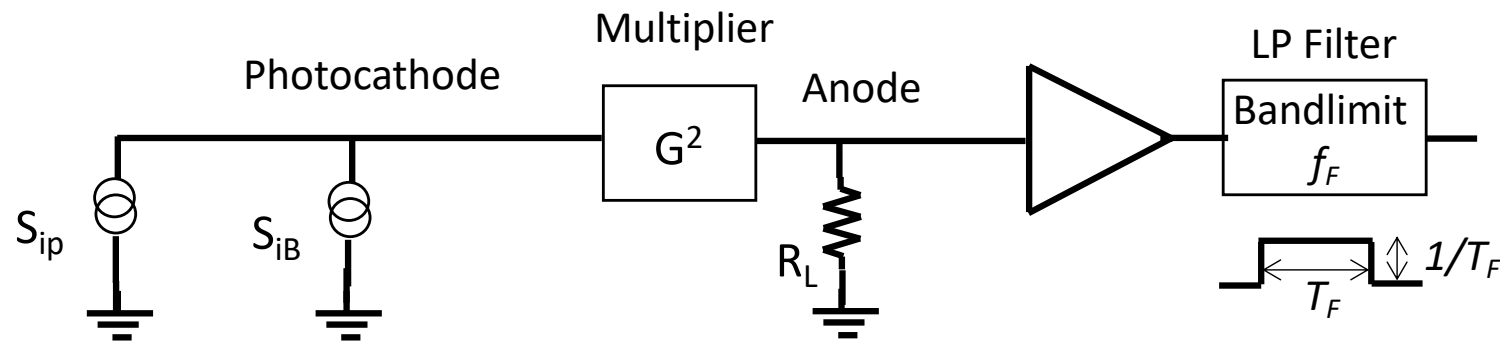 Multiplier
LP Filter
Photocathode
Anode
Bandlimit
G²
f_F
S_ip
S_iB
R_L
1/T_F
T_F